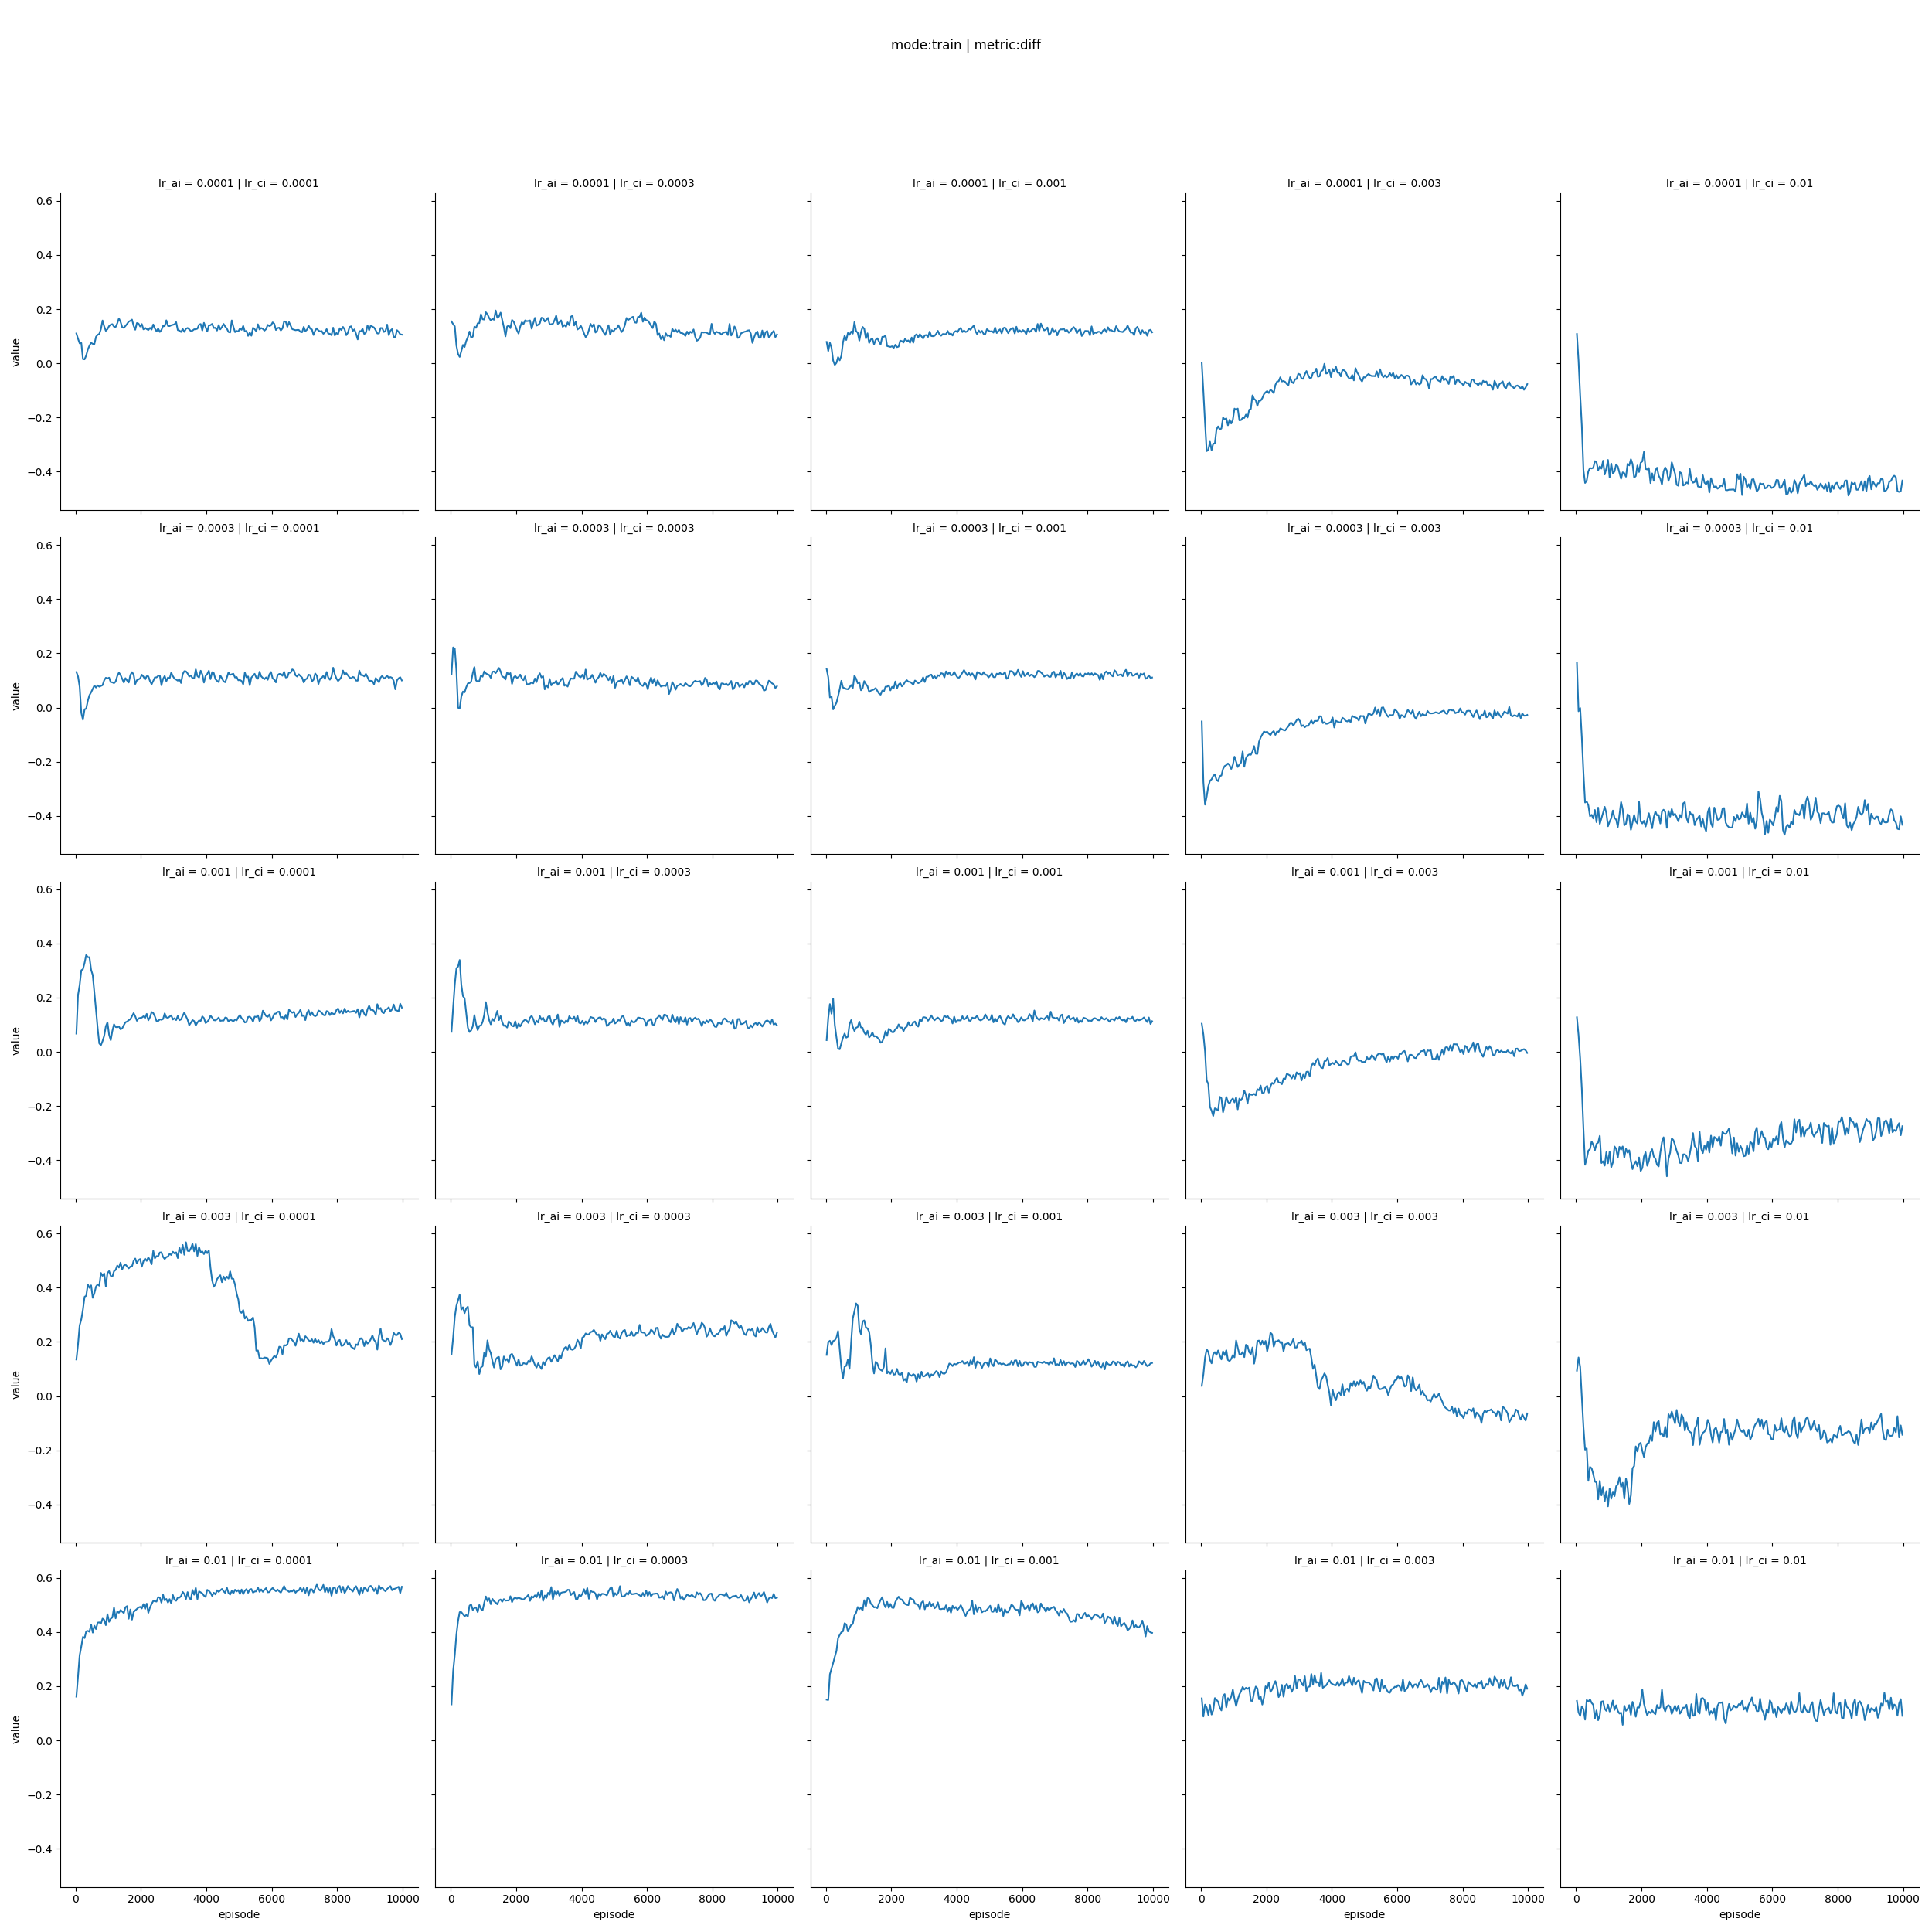 mode:train | metric:diff
lr_ai = 0.0001 | lr_ci = 0.0001
lr_ai = 0.0001 | lr_ci = 0.0003
lr_ai = 0.0001 | lr_ci = 0.001
lr_ai = 0.0001 | lr_ci = 0.003
lr_ai = 0.0001 | lr_ci = 0.01
0.6
0.4
0.2
0.0
−0.2
−0.4
value
lr_ai = 0.0003 | lr_ci = 0.0001
lr_ai = 0.0003 | lr_ci = 0.0003
lr_ai = 0.0003 | lr_ci = 0.001
lr_ai = 0.0003 | lr_ci = 0.003
lr_ai = 0.0003 | lr_ci = 0.01
0.6
0.4
0.2
0.0
−0.2
−0.4
value
lr_ai = 0.001 | lr_ci = 0.0001
lr_ai = 0.001 | lr_ci = 0.0003
lr_ai = 0.001 | lr_ci = 0.001
lr_ai = 0.001 | lr_ci = 0.003
lr_ai = 0.001 | lr_ci = 0.01
0.6
0.4
0.2
0.0
−0.2
−0.4
value
lr_ai = 0.003 | lr_ci = 0.0001
lr_ai = 0.003 | lr_ci = 0.0003
lr_ai = 0.003 | lr_ci = 0.001
lr_ai = 0.003 | lr_ci = 0.003
lr_ai = 0.003 | lr_ci = 0.01
0.6
0.4
0.2
0.0
−0.2
−0.4
value
lr_ai = 0.01 | lr_ci = 0.0001
lr_ai = 0.01 | lr_ci = 0.0003
lr_ai = 0.01 | lr_ci = 0.001
lr_ai = 0.01 | lr_ci = 0.003
lr_ai = 0.01 | lr_ci = 0.01
0.6
0.4
0.2
0.0
−0.2
−0.4
value
0 2000 4000 6000 8000 10000
0 2000 4000 6000 8000 10000
0 2000 4000 6000 8000 10000
0 2000 4000 6000 8000 10000
0 2000 4000 6000 8000 10000
episode
episode
episode
episode
episode